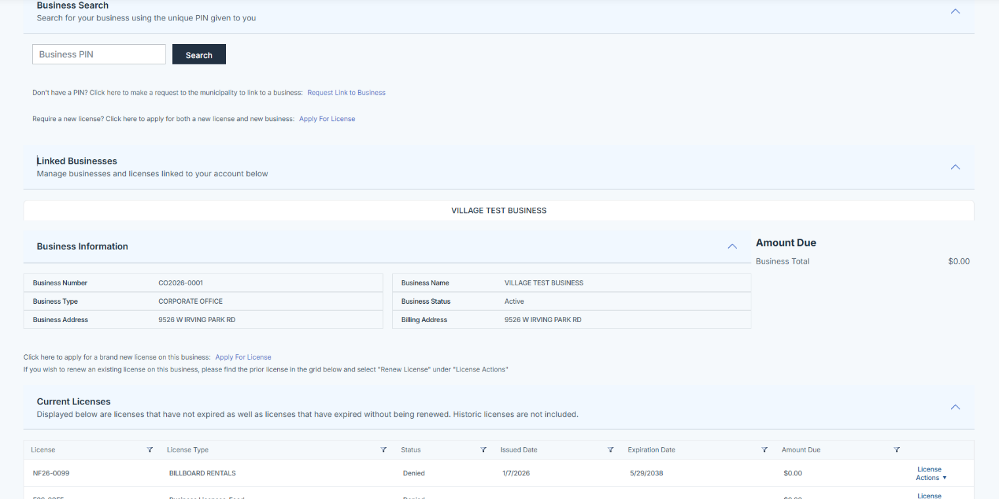 Business Search
Search for your business using the unique PIN given to you
Business PIN
Search
Don't have a PIN? Click here to make a request to the municipality to link to a business: Request Link to Business
Require a new license? Click here to apply for both a new license and new business: Apply For License
Linked Businesses
Manage businesses and licenses linked to your account below
VILLAGE TEST BUSINESS
Business Information
Amount Due
Business Total $0.00
Business Number CO2026-0001 Business Name VILLAGE TEST BUSINESS
Business Type CORPORATE OFFICE Business Status Active
Business Address 9526 W IRVING PARK RD Billing Address 9526 W IRVING PARK RD
Click here to apply for a brand new license on this business: Apply For License
If you wish to renew an existing license on this business, please find the prior license in the grid below and select "Renew License" under "License Actions"
Current Licenses
Displayed below are licenses that have not expired as well as licenses that have expired without being renewed. Historic licenses are not included.
License License Type Status Issued Date Expiration Date Amount Due
NF26-0099 BILLBOARD RENTALS Denied 1/7/2026 5/29/2038 $0.00 License Actions ▼
Denied $0.00 License